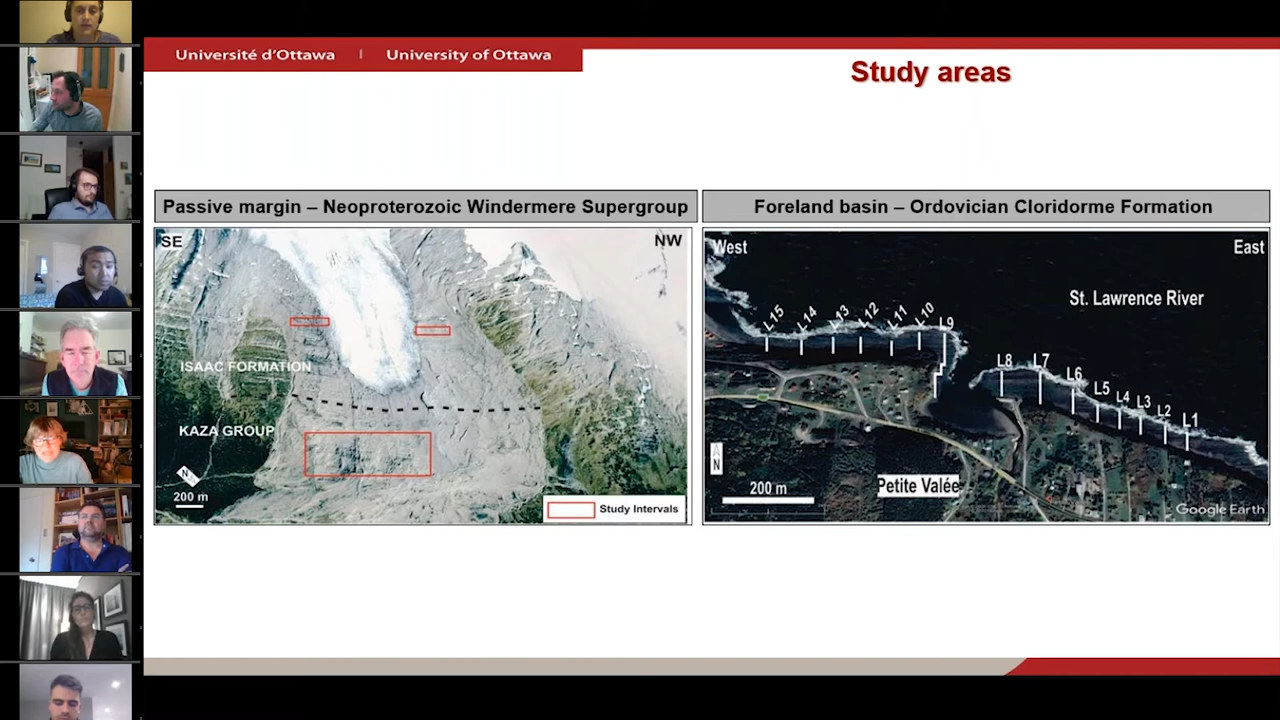 Université d'Ottawa | University of Ottawa
Study areas
Passive margin – Neoproterozoic Windermere Supergroup
SE
NW
ISAAC FORMATION
KAZA GROUP
N
200 m
Study Intervals
Foreland basin – Ordovician Cloridorme Formation
West
East
St. Lawrence River
L15
L14
L13
L12
L11
L10
L9
L8
L7
L6
L5
L4
L3
L2
L1
N
200 m
Petite Valée
Google Earth